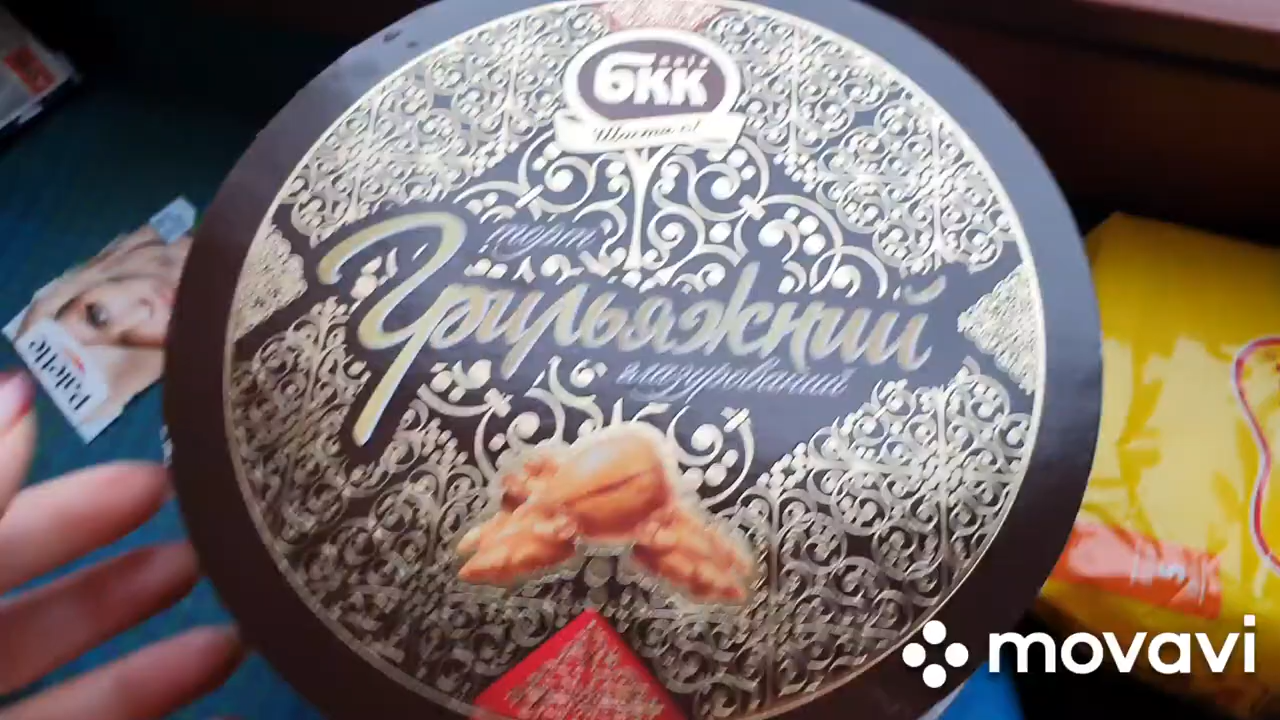 БКК
торт
Грильяжний
глазурований
Palette
movavi